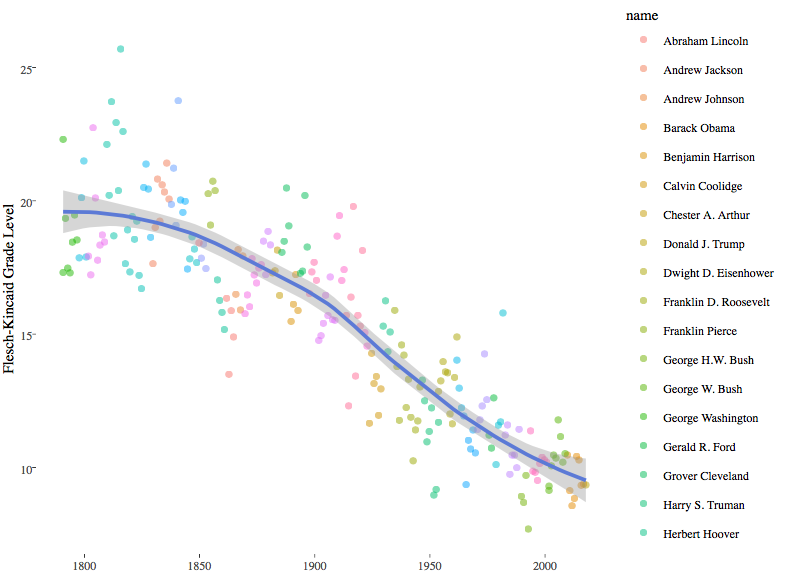 name
Abraham Lincoln
Andrew Jackson
Andrew Johnson
Barack Obama
Benjamin Harrison
Calvin Coolidge
Chester A. Arthur
Donald J. Trump
Dwight D. Eisenhower
Franklin D. Roosevelt
Franklin Pierce
George H.W. Bush
George W. Bush
George Washington
Gerald R. Ford
Grover Cleveland
Harry S. Truman
Herbert Hoover
Flesch-Kincaid Grade Level
25
20
15
10
1800 1850 1900 1950 2000